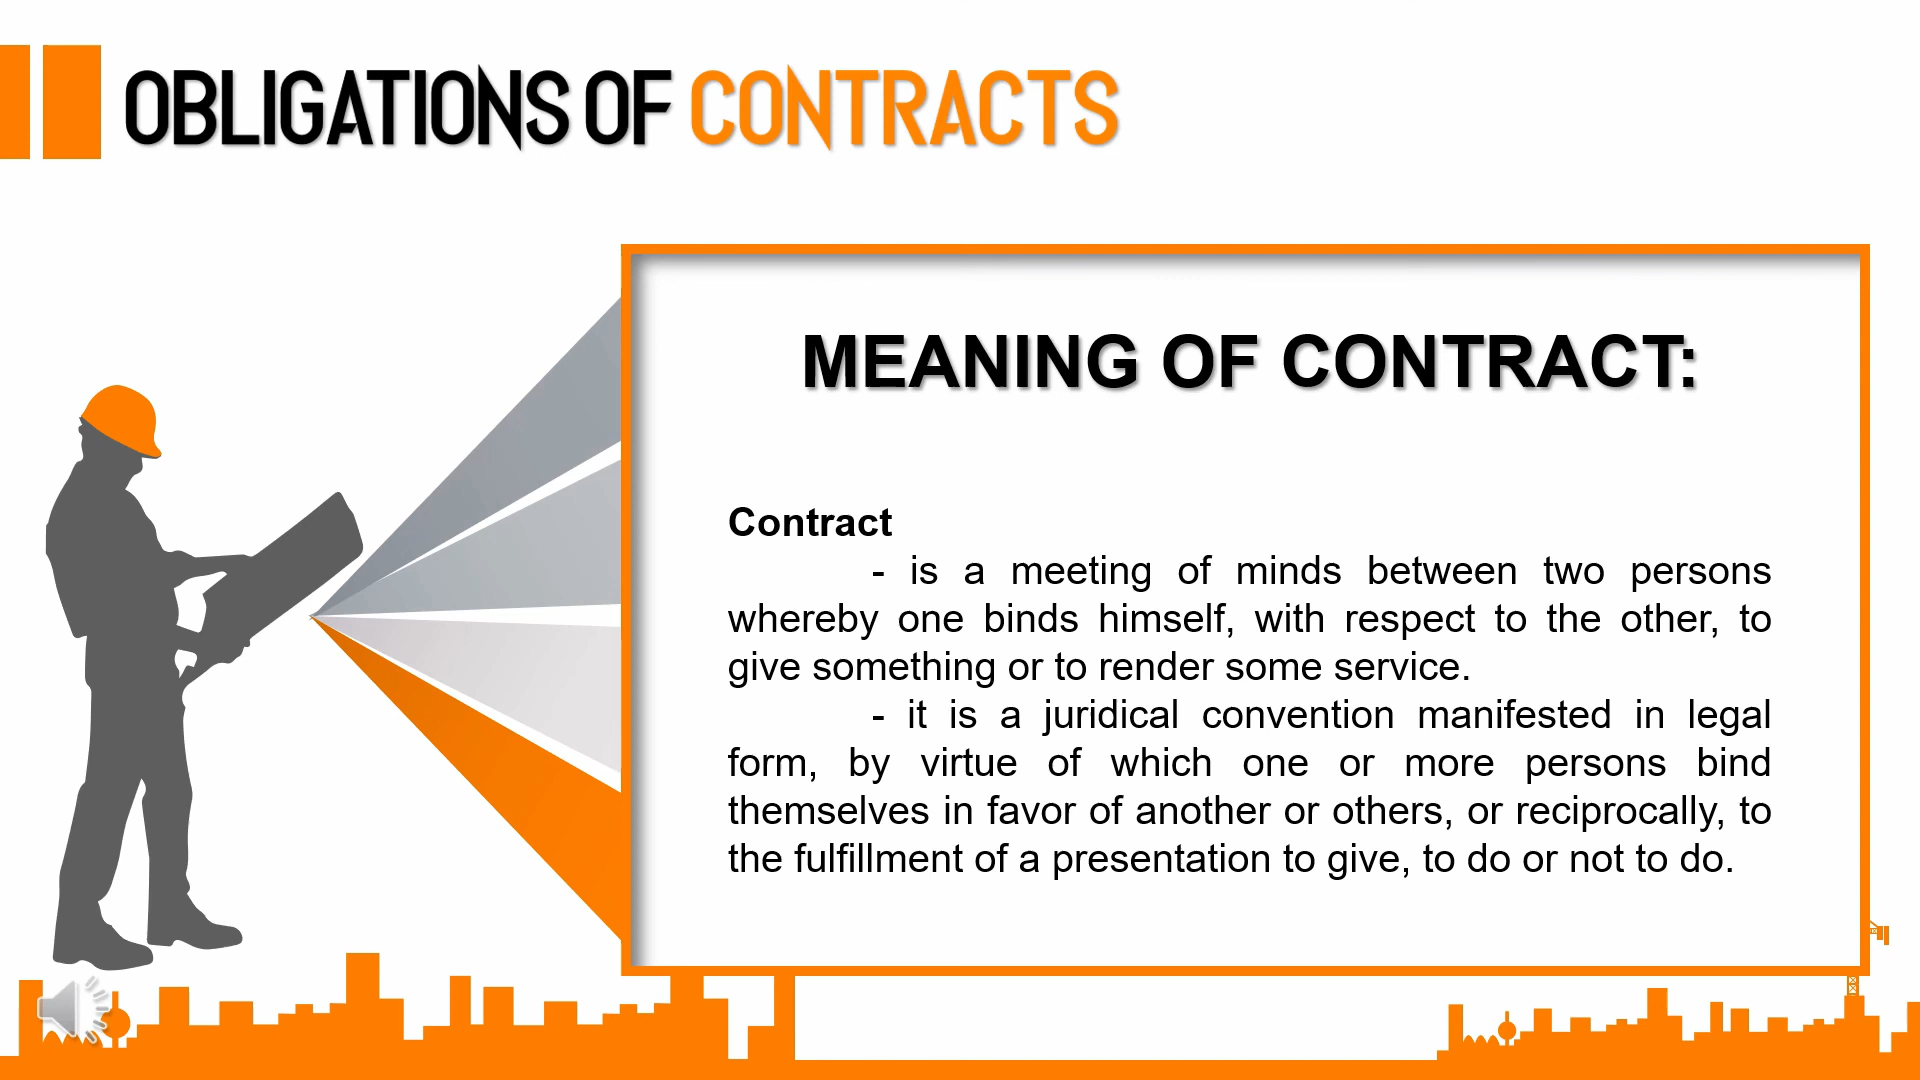 OBLIGATIONS OF CONTRACTS
MEANING OF CONTRACT:
Contract
- is a meeting of minds between two persons
whereby one binds himself, with respect to the other, to
give something or to render some service.
- it is a juridical convention manifested in legal
form, by virtue of which one or more persons bind
themselves in favor of another or others, or reciprocally, to
the fulfillment of a presentation to give, to do or not to do.